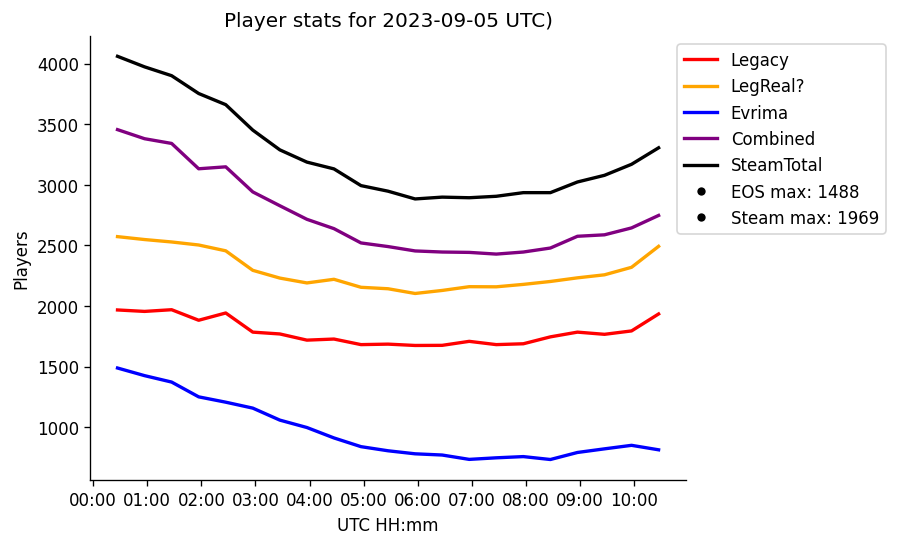 Player stats for 2023-09-05 UTC)
Players
4000
3500
3000
2500
2000
1500
1000
00:00 01:00 02:00 03:00 04:00 05:00 06:00 07:00 08:00 09:00 10:00
UTC HH:mm
Legacy
LegReal?
Evrima
Combined
SteamTotal
EOS max: 1488
Steam max: 1969